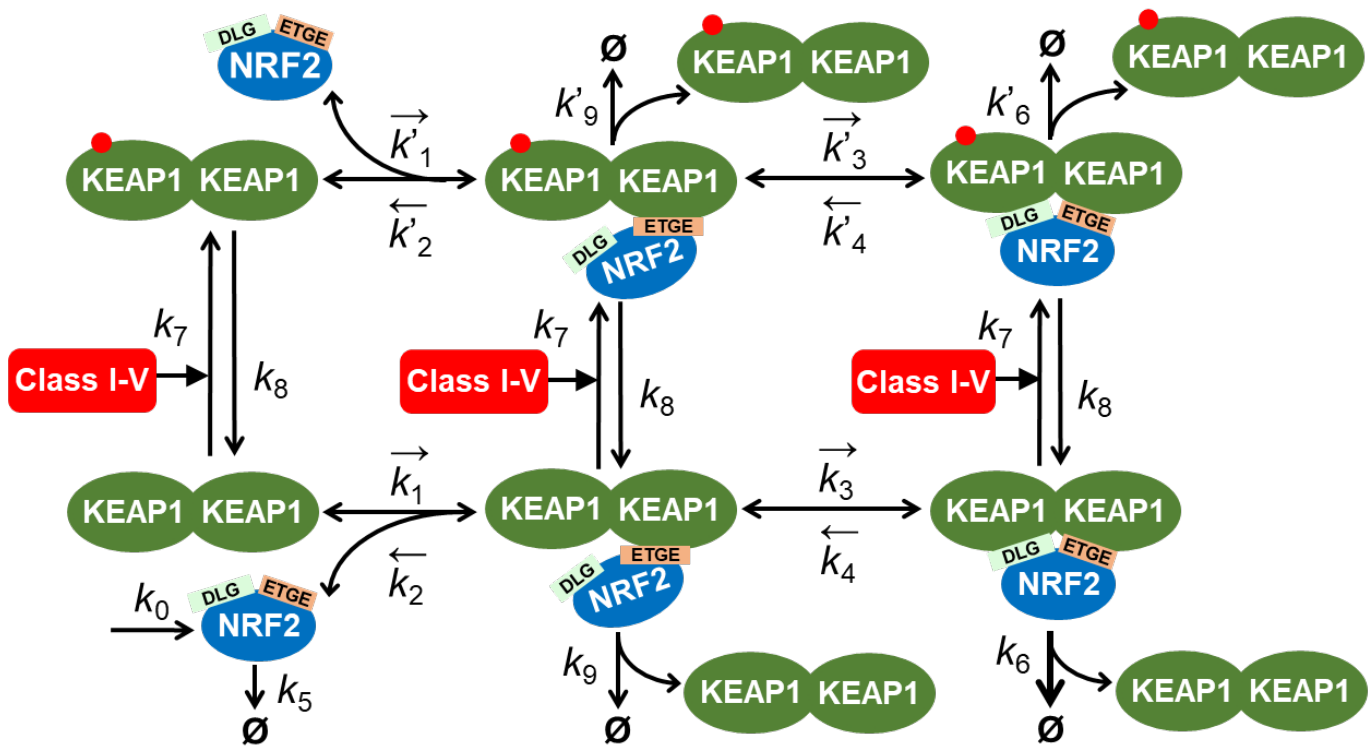 DLG ETGE
NRF2
Ø
KEAP1 KEAP1
Ø
KEAP1 KEAP1
k'9
k'6
k'1
k'3
KEAP1 KEAP1
KEAP1 KEAP1
KEAP1 KEAP1
k'2
k'4
DLG ETGE
NRF2
DLG ETGE
NRF2
k7
k7
k7
Class I-V
k8
Class I-V
k8
Class I-V
k8
k1
k3
KEAP1 KEAP1
KEAP1 KEAP1
KEAP1 KEAP1
k2
k4
DLG ETGE
NRF2
DLG ETGE
NRF2
k0
DLG ETGE
NRF2
k5
Ø
k9
KEAP1 KEAP1
Ø
k6
KEAP1 KEAP1
Ø